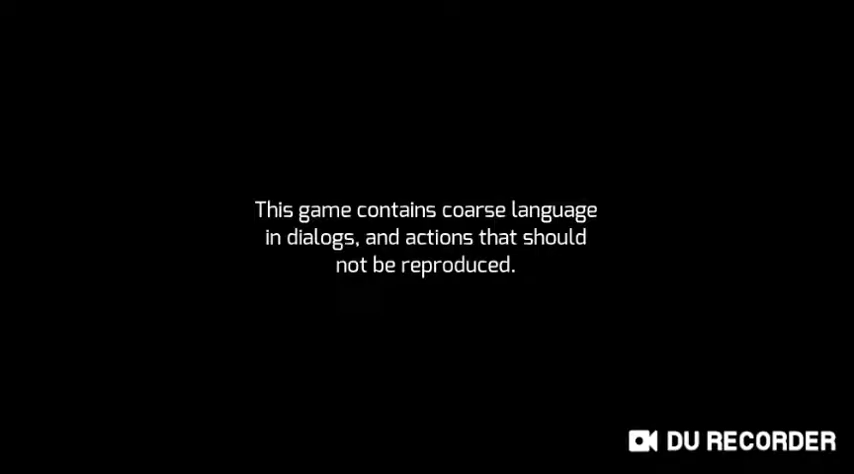 This game contains coarse language
in dialogs, and actions that should
not be reproduced.
DU RECORDER